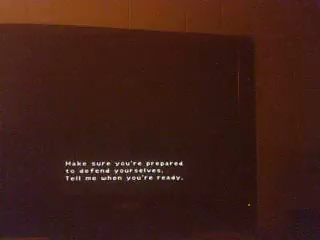 Make sure you're prepared
to defend yourselves.
Tell me when you're ready.